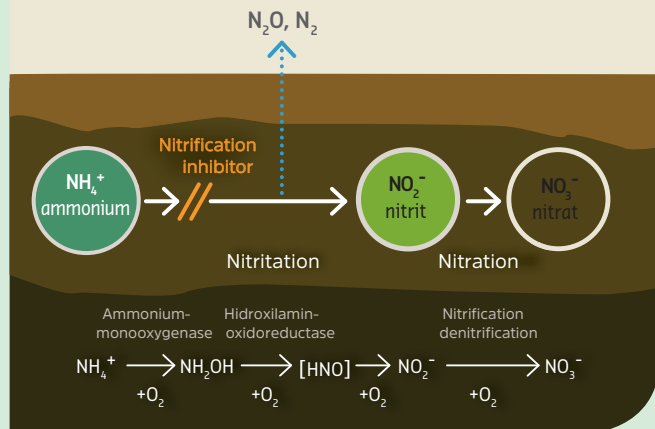 N₂O, N₂
Nitrification
inhibitor
NH₄⁺
ammonium
NO₂⁻
nitrit
NO₃⁻
nitrat
Nitritation
Nitration
Ammonium-
monooxygenase
Hidroxilamin-
oxidoreductase
Nitrification
denitrification
NH₄⁺ NH₂OH [HNO] NO₂⁻ NO₃⁻
+O₂ +O₂ +O₂ +O₂